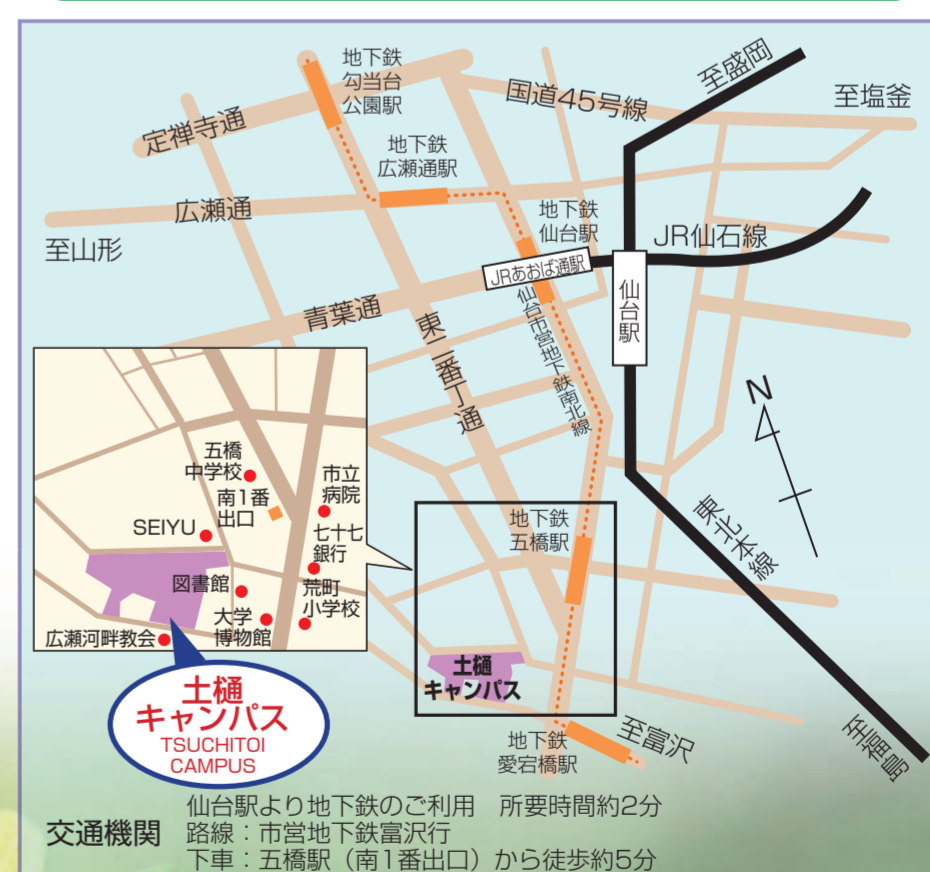 地下鉄
勾当台
公園駅
至盛岡
国道45号線
至塩釜
定禅寺通
地下鉄
広瀬通駅
広瀬通
地下鉄
仙台駅
至山形
JR仙石線
JRあおば通駅
仙台駅
青葉通
東二番丁通
仙台市営地下鉄南北線
N
五橋
中学校
市立
病院
南1番
出口
SEIYU
七十七
銀行
図書館
荒町
小学校
大学
博物館
広瀬河畔教会
地下鉄
五橋駅
東北本線
土樋
キャンパス
土樋
キャンパス
TSUCHITOI
CAMPUS
地下鉄
愛宕橋駅
至富沢
至福島
交通機関
仙台駅より地下鉄のご利用 所要時間約2分
路線：市営地下鉄富沢行
下車：五橋駅（南1番出口）から徒歩約5分